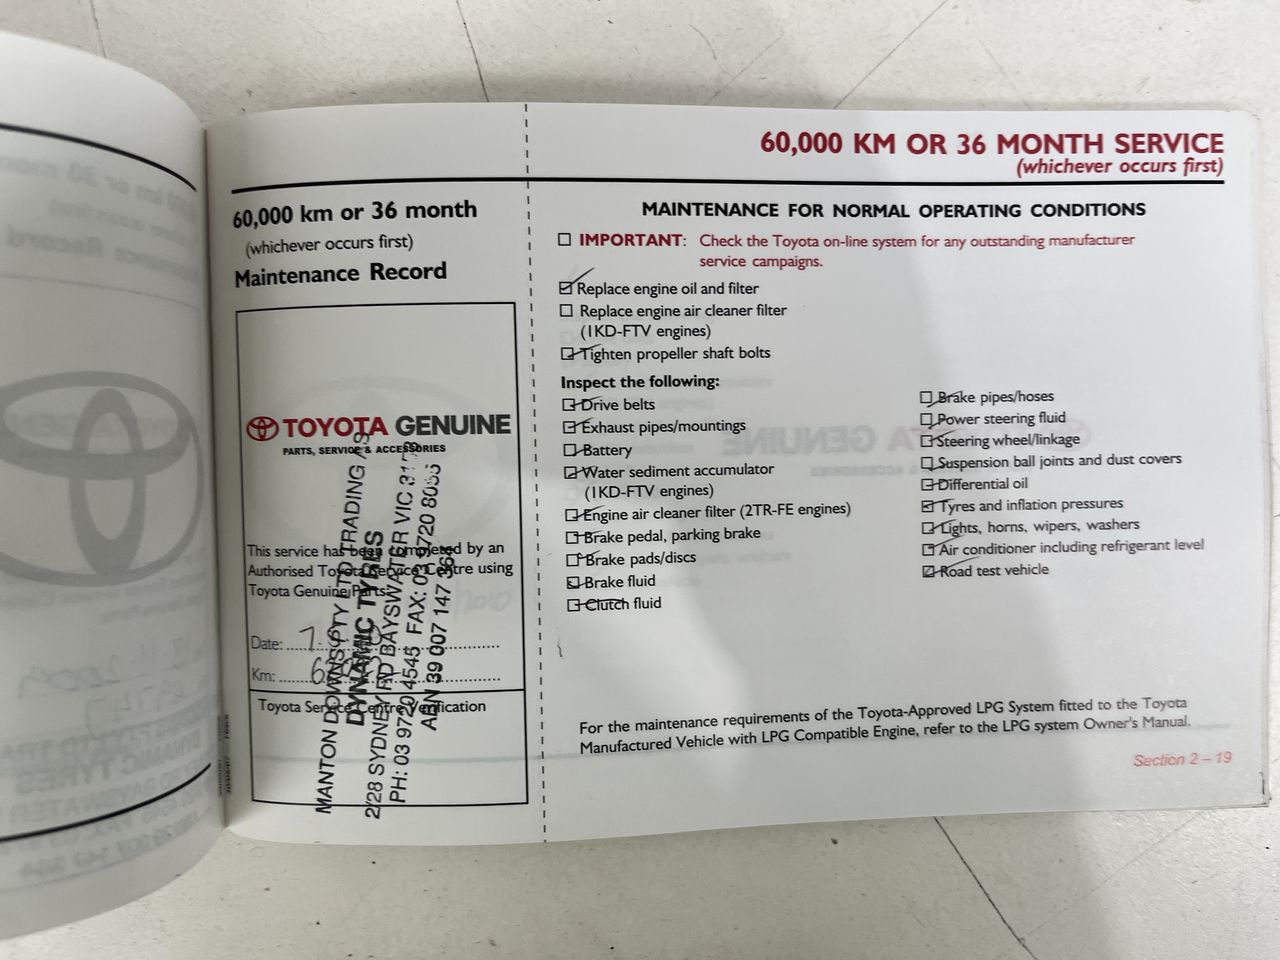 60,000 KM OR 36 MONTH SERVICE
(whichever occurs first)
60,000 km or 36 month
(whichever occurs first)
Maintenance Record
TOYOTA GENUINE
PARTS, SERVICE & ACCESSORIES
This service has been completed by an
Authorised Toyota Service Centre using
Toyota Genuine Parts.
Date:
Km:
Toyota Service Centre Verification
MANTON DOWNS PTY LTD TRADING AS
DYNAMIC TYRES
2/28 SYDNEY RD BAYSWATER VIC
PH: 03 9720 4545 FAX: 03 9720 8055
ABN 39 007 147 364
MAINTENANCE FOR NORMAL OPERATING CONDITIONS
IMPORTANT: Check the Toyota on-line system for any outstanding manufacturer
service campaigns.
Replace engine oil and filter
Replace engine air cleaner filter
(1KD-FTV engines)
Tighten propeller shaft bolts
Inspect the following:
Drive belts
Exhaust pipes/mountings
Battery
Water sediment accumulator
(1KD-FTV engines)
Engine air cleaner filter (2TR-FE engines)
Brake pedal, parking brake
Brake pads/discs
Brake fluid
Clutch fluid
Brake pipes/hoses
Power steering fluid
Steering wheel/linkage
Suspension ball joints and dust covers
Differential oil
Tyres and inflation pressures
Lights, horns, wipers, washers
Air conditioner including refrigerant level
Road test vehicle
For the maintenance requirements of the Toyota-Approved LPG System fitted to the Toyota
Manufactured Vehicle with LPG Compatible Engine, refer to the LPG system Owner's Manual.
Section 2 – 19